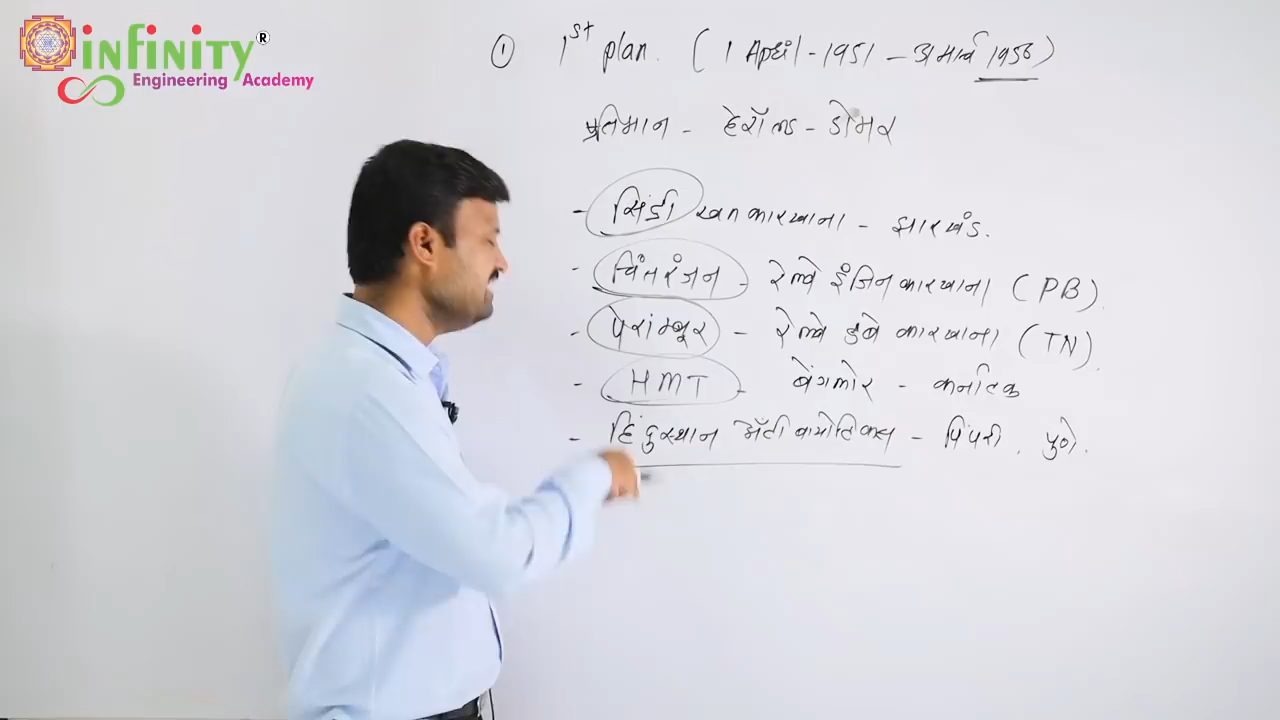 infinity®
Engineering Academy
① 1st plan. ( 1 April - 1951 - 31 मार्च 1956 )
प्रतिमान - हेरॉल्ड - डोमर
- सिंद्री खत कारखाना - झारखंड.
- चित्तरंजन - रेल्वे इंजिन कारखाना (PB).
- पेरांम्बूर - रेल्वे डबे कारखाना (TN).
- HMT - बेंगलोर - कर्नाटक
- हिंदुस्थान अँटीबायोटिक्स - पिंपरी, पुणे.